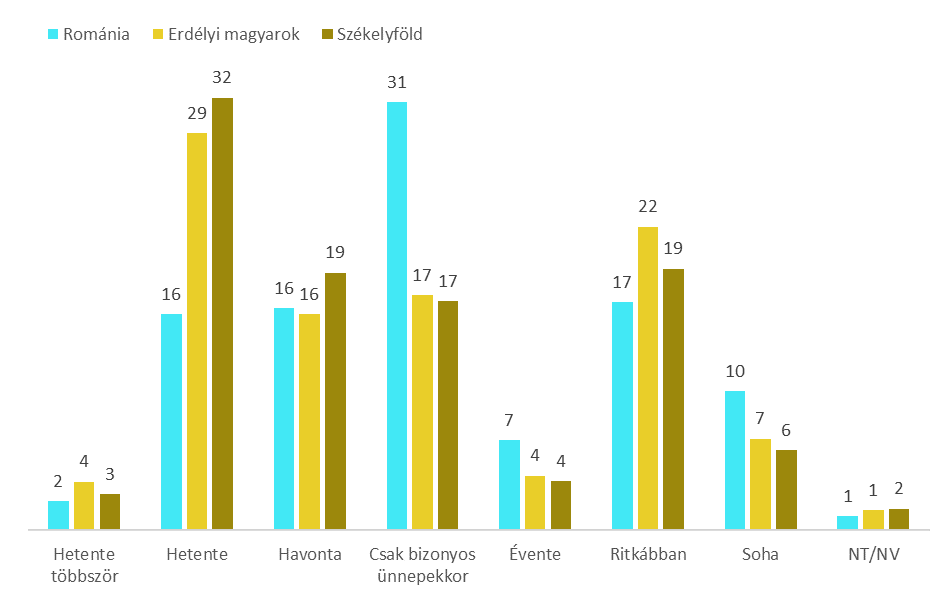 Románia Erdélyi magyarok Székelyföld
2 4 3
16 29 32
16 16 19
31 17 17
7 4 4
17 22 19
10 7 6
1 1 2
Hetente
többször
Hetente
Havonta
Csak bizonyos
ünnepekkor
Évente
Ritkábban
Soha
NT/NV